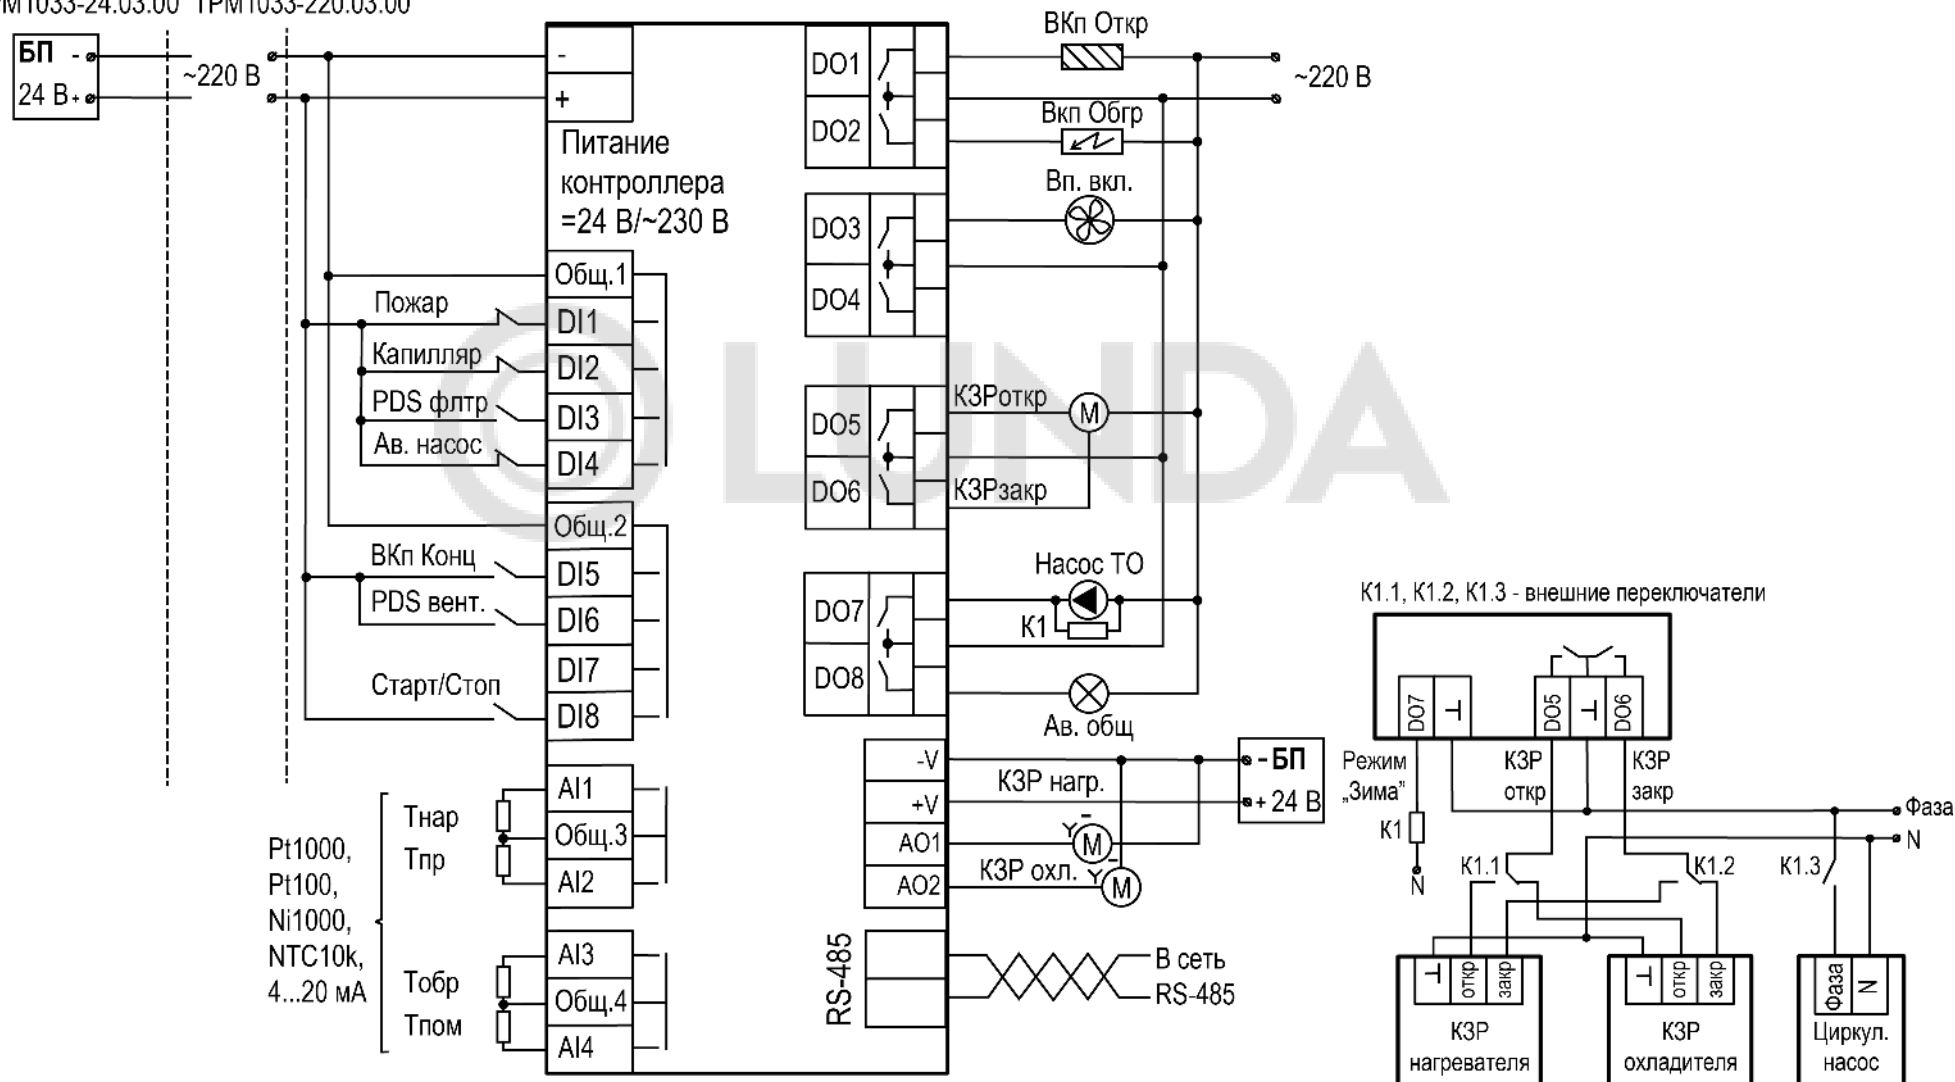 ТРМ1033-220.03.00
БП -
24 В+
~220 В
-
+
Питание
контроллера
=24 В/~230 В
Общ.1
Пожар
DI1
Капилляр
DI2
PDS флтр
DI3
Ав. насос
DI4
Общ.2
ВКп Конц
DI5
PDS вент.
DI6
DI7
Старт/Стоп
DI8
AI1
Тнар
Общ.3
Тпр
AI2
Pt1000,
Pt100,
Ni1000,
NTC10k,
4...20 мА
AI3
Тобр
Общ.4
Тпом
AI4
DO1
DO2
DO3
DO4
DO5
DO6
DO7
DO8
ВКп Откр
~220 В
Вкп Обгр
Вп. вкл.
КЗРоткр
М
КЗРзакр
Насос ТО
К1
Ав. общ
-V
+V
AO1
AO2
- БП
+ 24 В
КЗР нагр.
Y -
М
КЗР охл.
Y -
М
RS-485
В сеть
RS-485
LUNDA
К1.1, К1.2, К1.3 - внешние переключатели
DO7
DO5
DO6
Режим
„Зима”
К1
N
КЗР
откр
КЗР
закр
Фаза
N
К1.1
К1.2
К1.3
откр
закр
КЗР
нагревателя
откр
закр
КЗР
охладителя
Фаза
N
Циркул.
насос